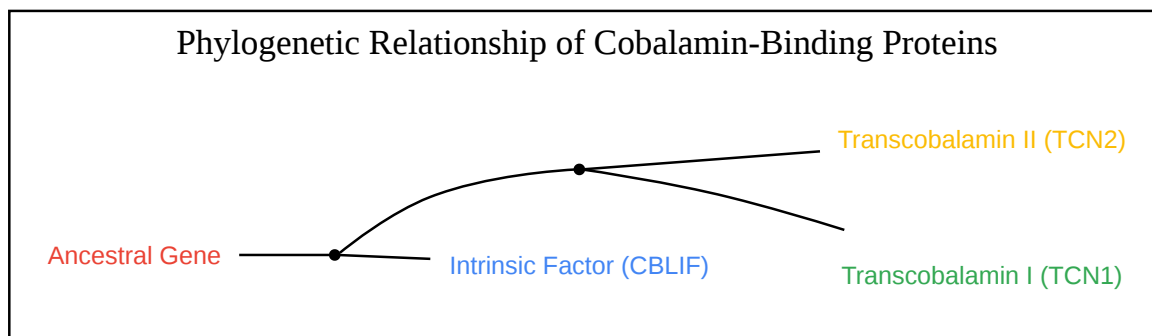 Phylogenetic Relationship of Cobalamin-Binding Proteins
Transcobalamin II (TCN2)
Ancestral Gene
Intrinsic Factor (CBLIF)
Transcobalamin I (TCN1)